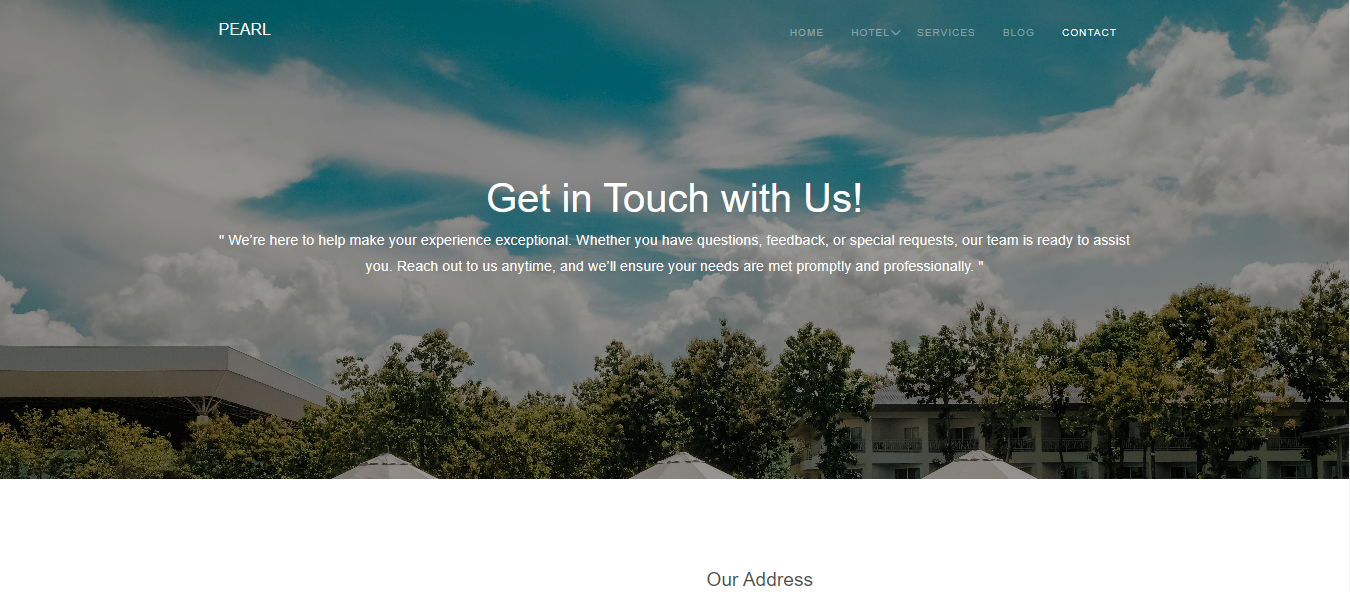 PEARL
HOME HOTEL SERVICES BLOG CONTACT
Get in Touch with Us!
" We’re here to help make your experience exceptional. Whether you have questions, feedback, or special requests, our team is ready to assist
you. Reach out to us anytime, and we’ll ensure your needs are met promptly and professionally. "
Our Address